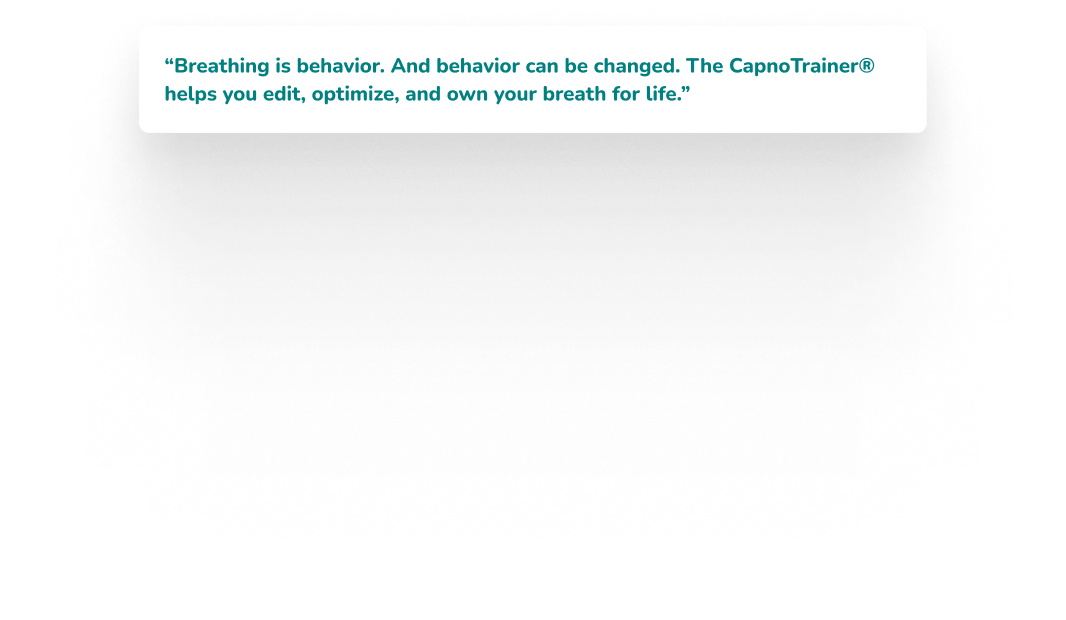 “Breathing is behavior. And behavior can be changed. The CapnoTrainer®
helps you edit, optimize, and own your breath for life.”